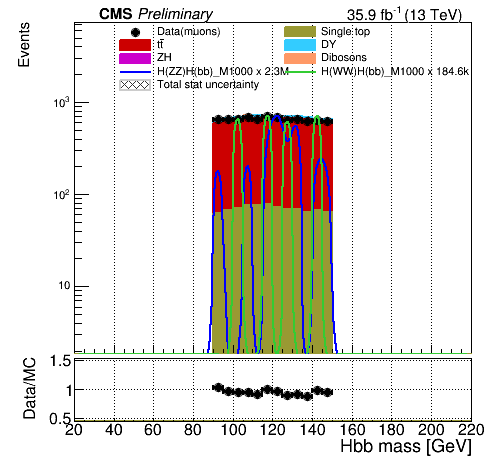 CMS Preliminary 35.9 fb⁻¹ (13 TeV)
Data(muons) Single top
tt̄ DY
ZH Dibosons
H(ZZ)H(bb)_M1000 x 2.3M H(WW)H(bb)_M1000 x 184.6k
Total stat uncertainty
Events
10³
10²
10
Data/MC
1.5
1
0.5
20 40 60 80 100 120 140 160 180 200 220
Hbb mass [GeV]